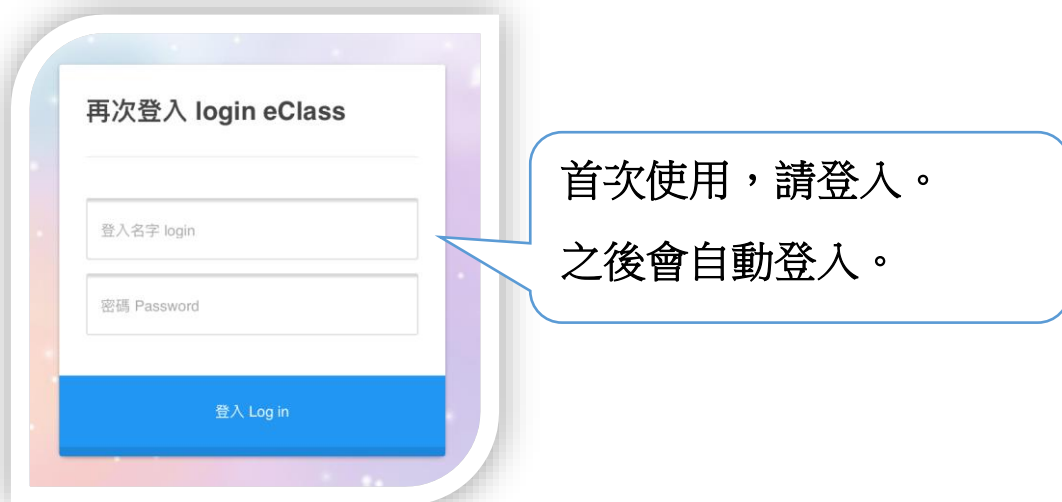 再次登入 login eClass
登入名字 login
密碼 Password
登入 Log in
首次使用，請登入。
之後會自動登入。